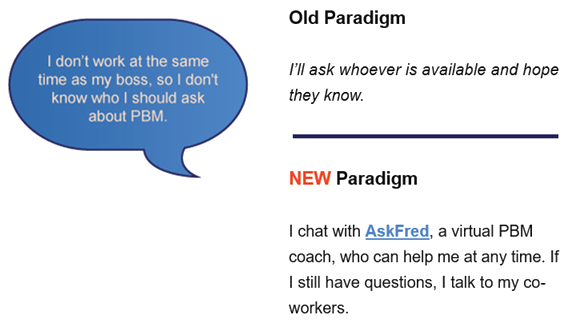 I don’t work at the same
time as my boss, so I don't
know who I should ask
about PBM.
Old Paradigm
I’ll ask whoever is available and hope
they know.
NEW Paradigm
I chat with AskFred, a virtual PBM
coach, who can help me at any time. If
I still have questions, I talk to my co-
workers.